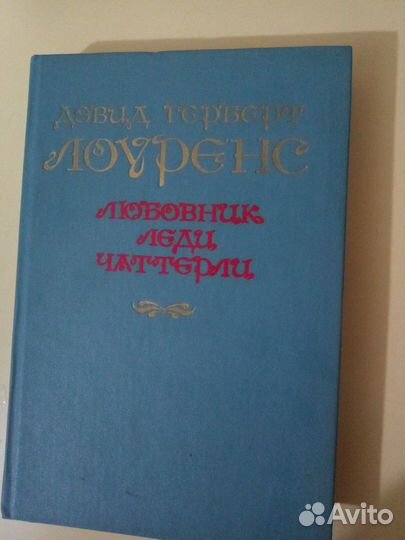 ДЭВИД ГЕРБЕРТ
ЛОУРЕНС
ЛЮБОВНИК
ЛЕДИ
ЧАТТЕРЛИ
Avito